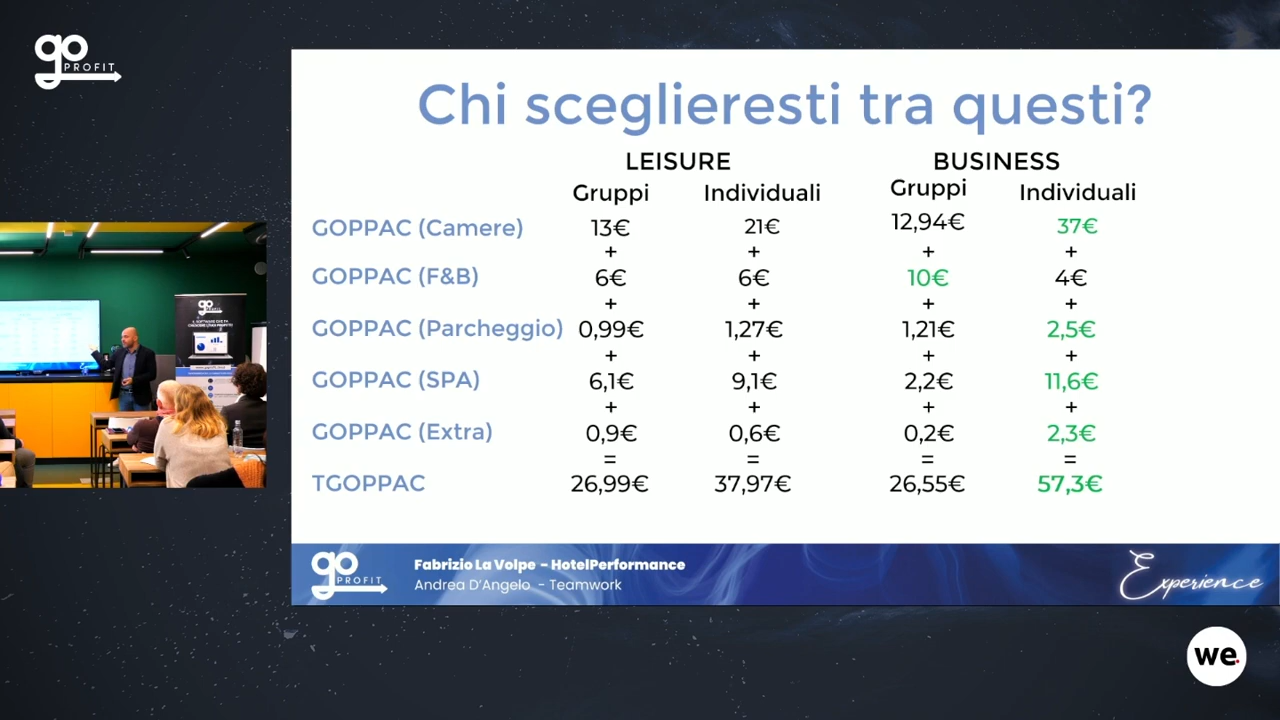 go
PROFIT
Chi sceglieresti tra questi?
LEISURE BUSINESS
Gruppi Individuali Gruppi Individuali
GOPPAC (Camere) 13€ 21€ 12,94€ 37€
+ + + +
GOPPAC (F&B) 6€ 6€ 10€ 4€
+ + + +
GOPPAC (Parcheggio) 0,99€ 1,27€ 1,21€ 2,5€
+ + + +
GOPPAC (SPA) 6,1€ 9,1€ 2,2€ 11,6€
+ + + +
GOPPAC (Extra) 0,9€ 0,6€ 0,2€ 2,3€
= = = =
TGOPPAC 26,99€ 37,97€ 26,55€ 57,3€
go
PROFIT
go
PROFIT
Fabrizio La Volpe - HotelPerformance
Andrea D'Angelo - Teamwork
Experience
we.